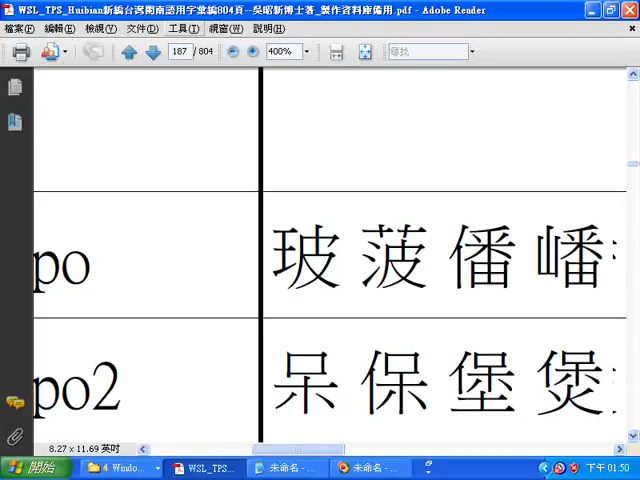 WSL_TPS_Huibian新編台灣閩南語用字彙編804頁--吳昭新博士著_製作資料庫備用.pdf - Adobe Reader
檔案(F) 編輯(E) 檢視(V) 文件(D) 工具(T) 視窗(W) 說明(H)
187 / 804 400% 尋找
po 玻 菠 僠 嶓
po2 呆 保 堡 煲
8.27 x 11.69 英吋
開始 4 Windo... WSL_TPS... 未命名 - ... 未命名 - ... 下午 01:50